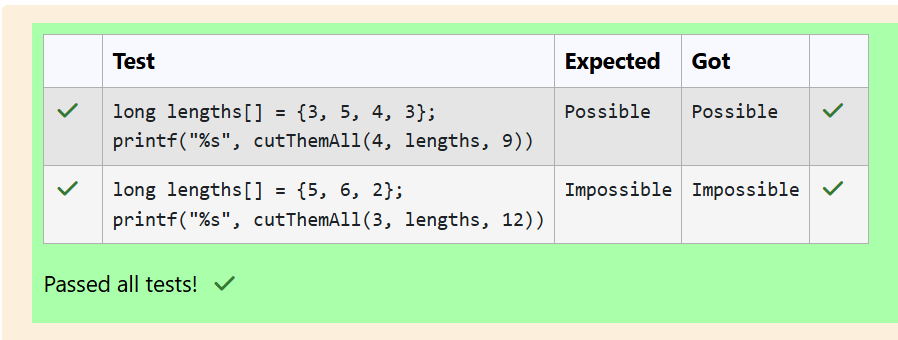 Test Expected Got
long lengths[] = {3, 5, 4, 3}; Possible Possible
printf("%s", cutThemAll(4, lengths, 9))
long lengths[] = {5, 6, 2}; Impossible Impossible
printf("%s", cutThemAll(3, lengths, 12))
Passed all tests!